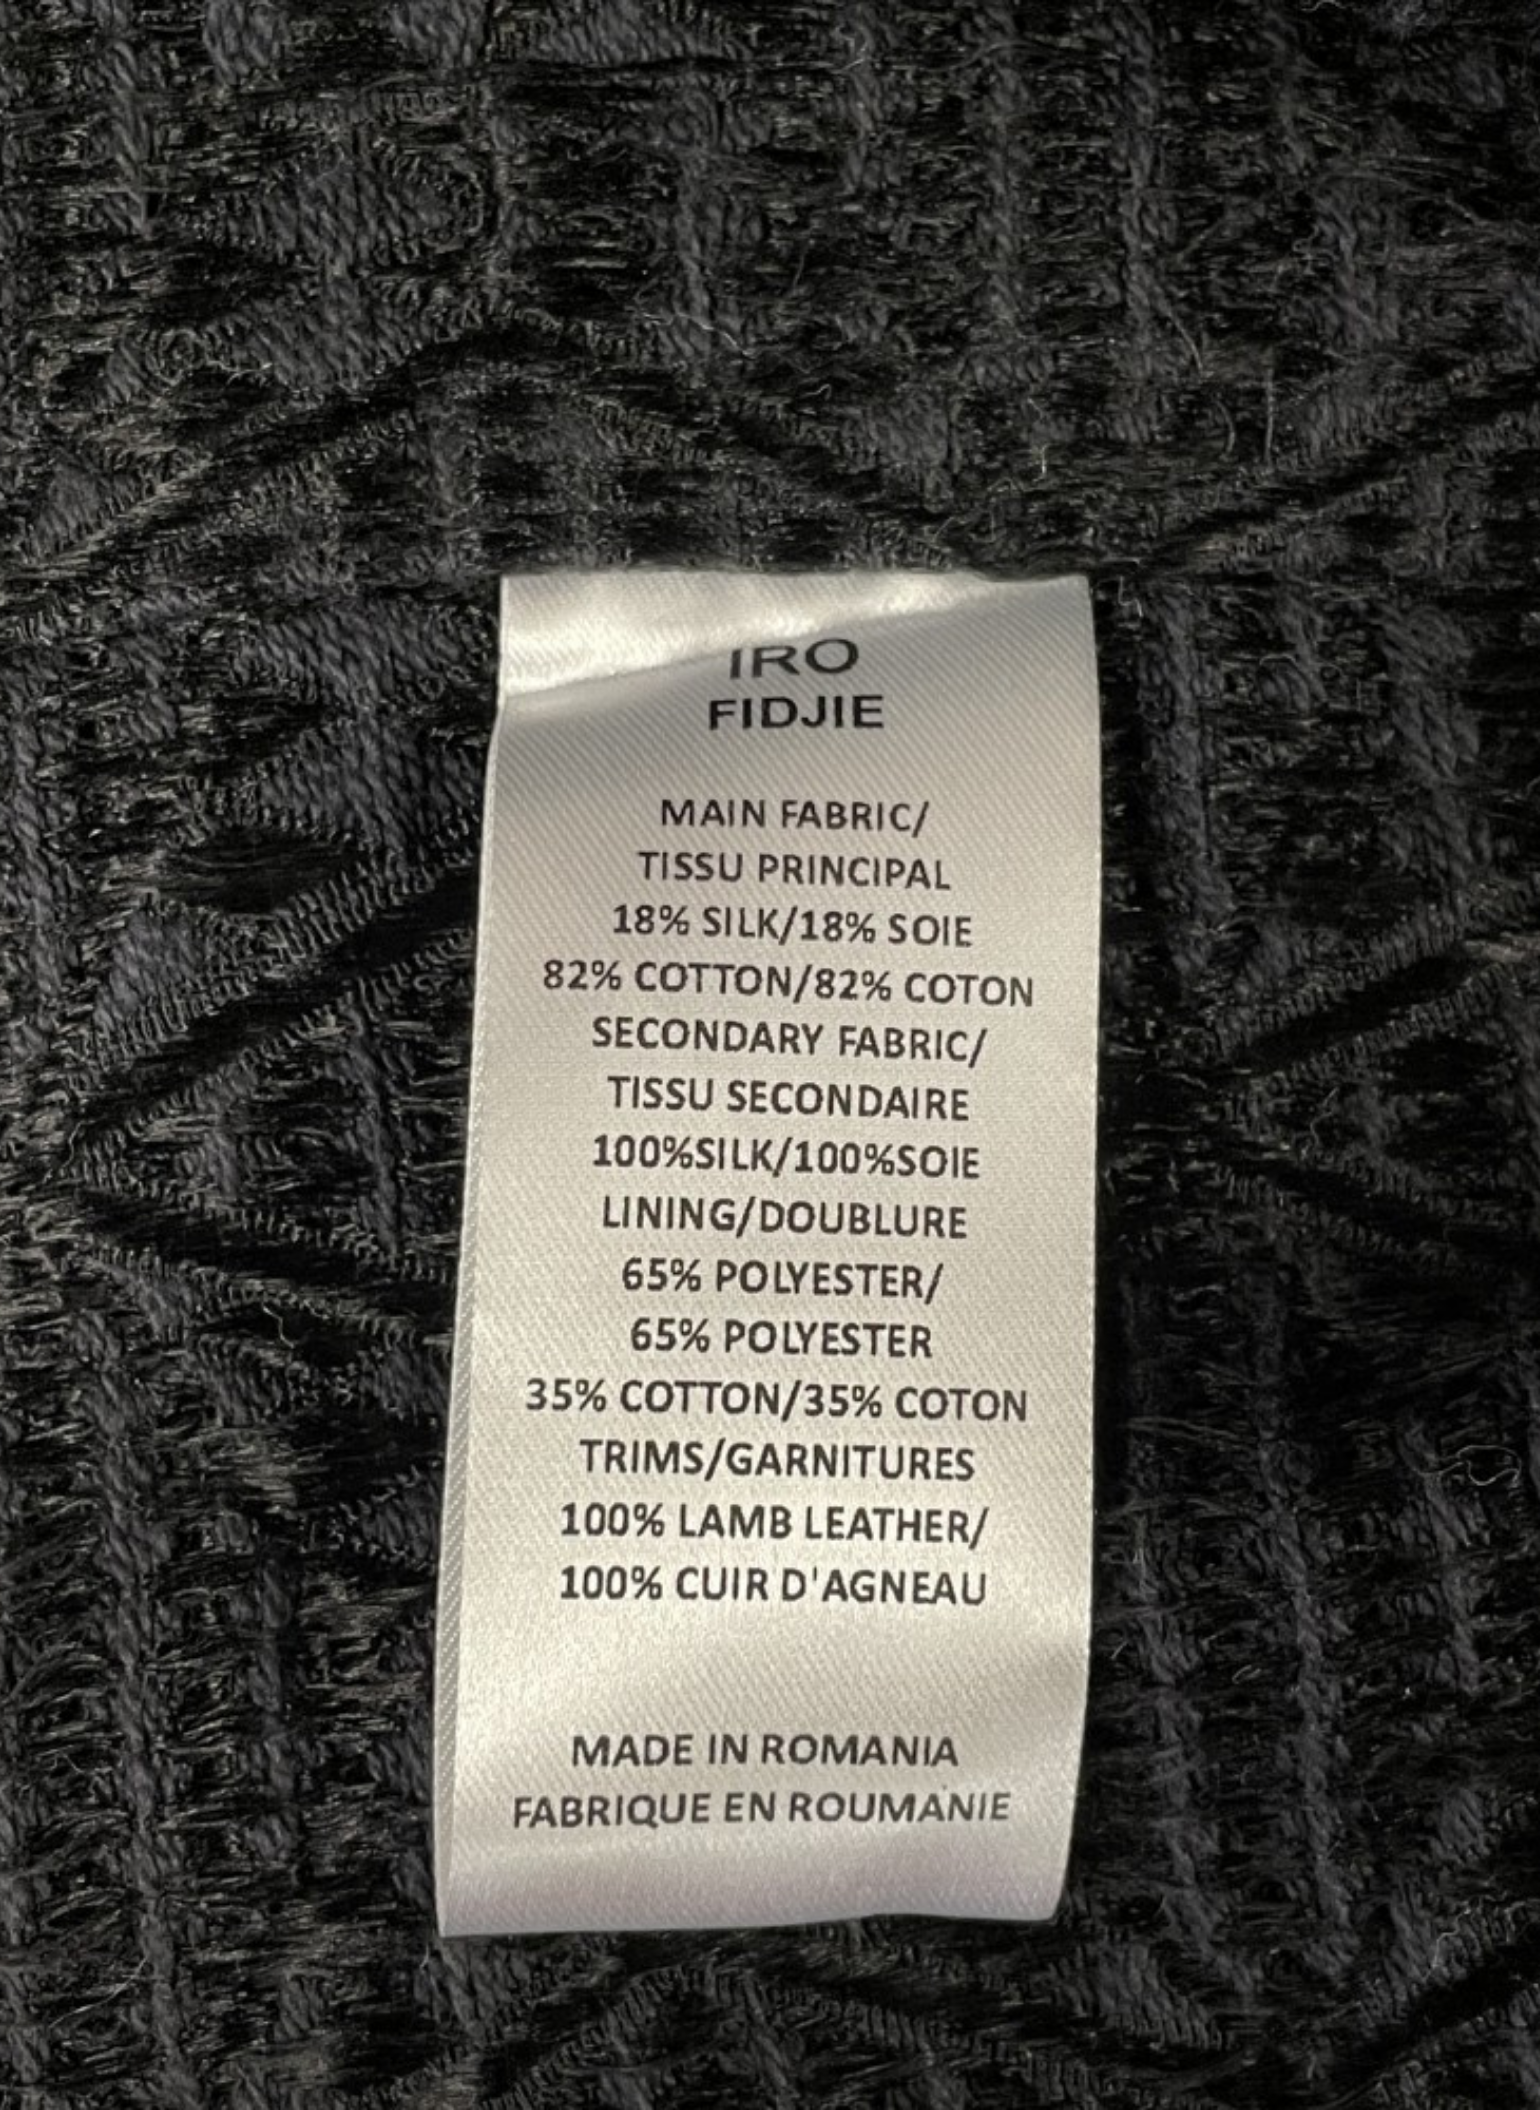 IRO
FIDJIE
MAIN FABRIC/
TISSU PRINCIPAL
18% SILK/18% SOIE
82% COTTON/82% COTON
SECONDARY FABRIC/
TISSU SECONDAIRE
100%SILK/100%SOIE
LINING/DOUBLURE
65% POLYESTER/
65% POLYESTER
35% COTTON/35% COTON
TRIMS/GARNITURES
100% LAMB LEATHER/
100% CUIR D'AGNEAU
MADE IN ROMANIA
FABRIQUE EN ROUMANIE